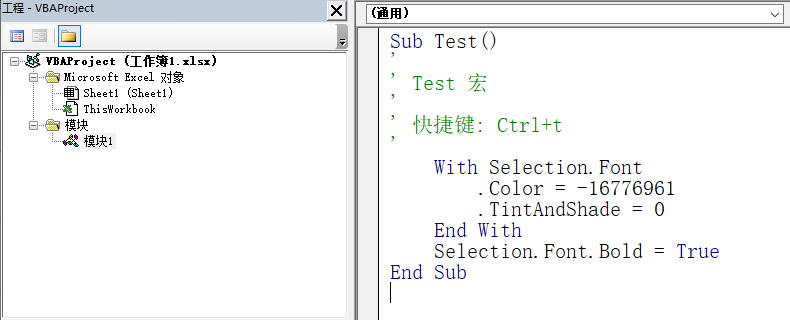 工程 - VBAProject
VBAProject (工作簿1.xlsx)
Microsoft Excel 对象
Sheet1 (Sheet1)
ThisWorkbook
模块
模块1
(通用)
Sub Test()
'
' Test 宏
'
' 快捷键: Ctrl+t
'
With Selection.Font
.Color = -16776961
.TintAndShade = 0
End With
Selection.Font.Bold = True
End Sub